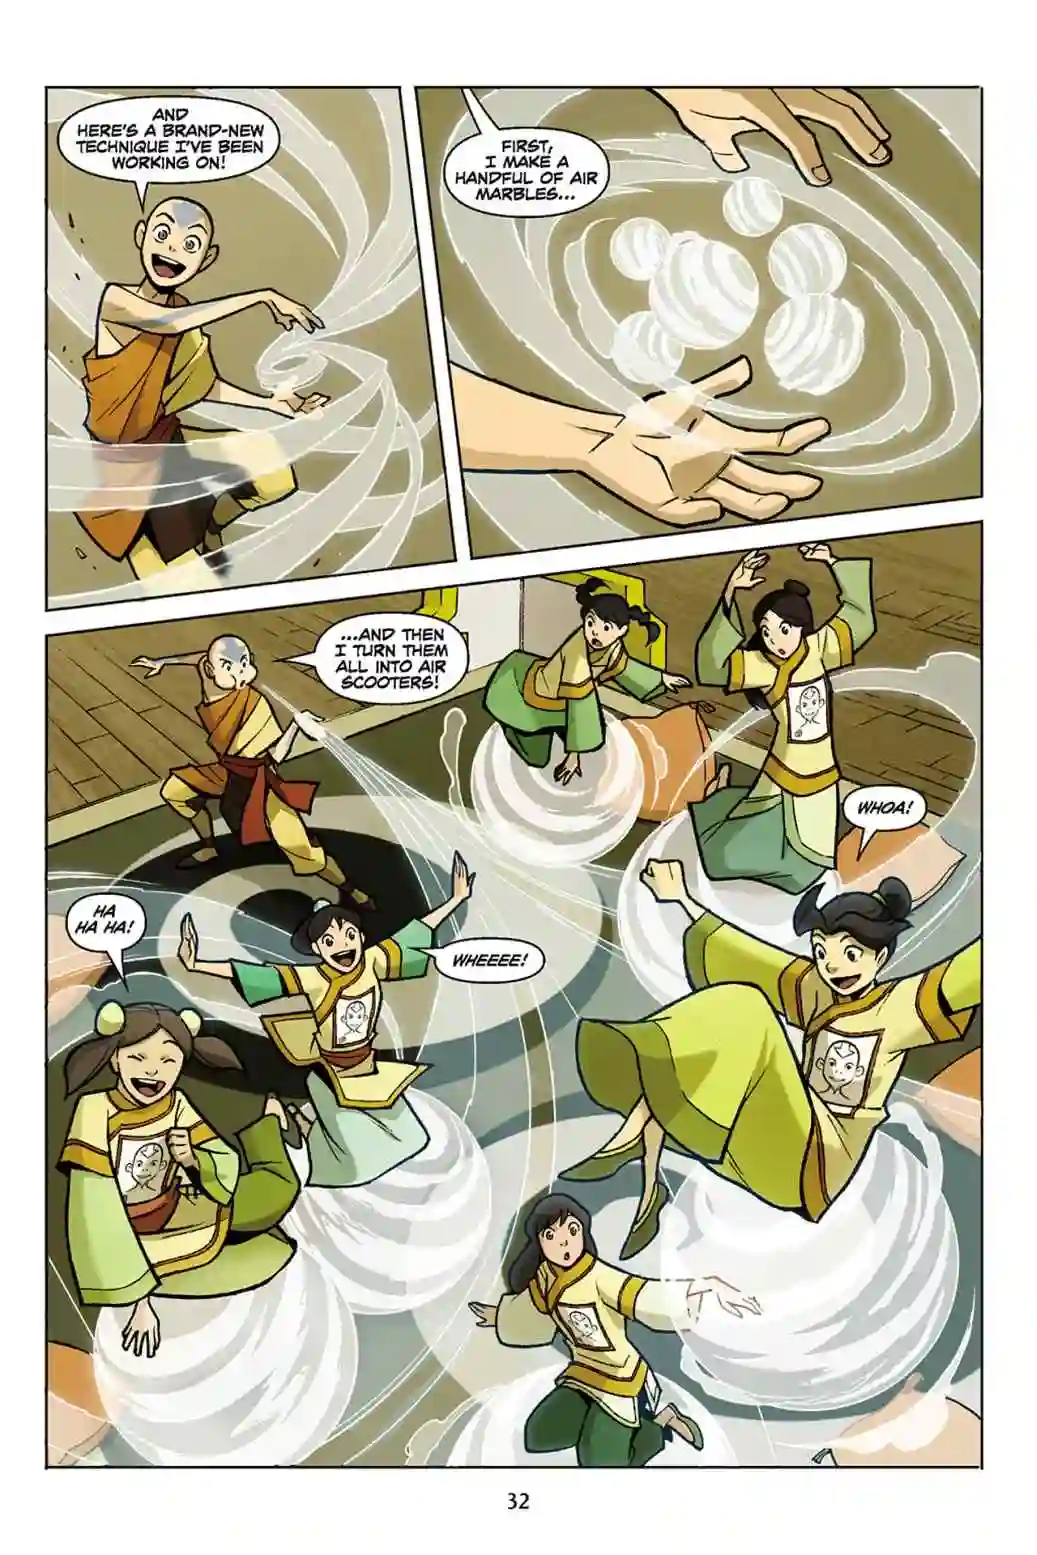 AND
HERE'S A BRAND-NEW
TECHNIQUE I'VE BEEN
WORKING ON!
FIRST,
I MAKE A
HANDFUL OF AIR
MARBLES...
...AND THEN
I TURN THEM
ALL INTO AIR
SCOOTERS!
WHOA!
HA
HA HA!
WHEEEE!
32